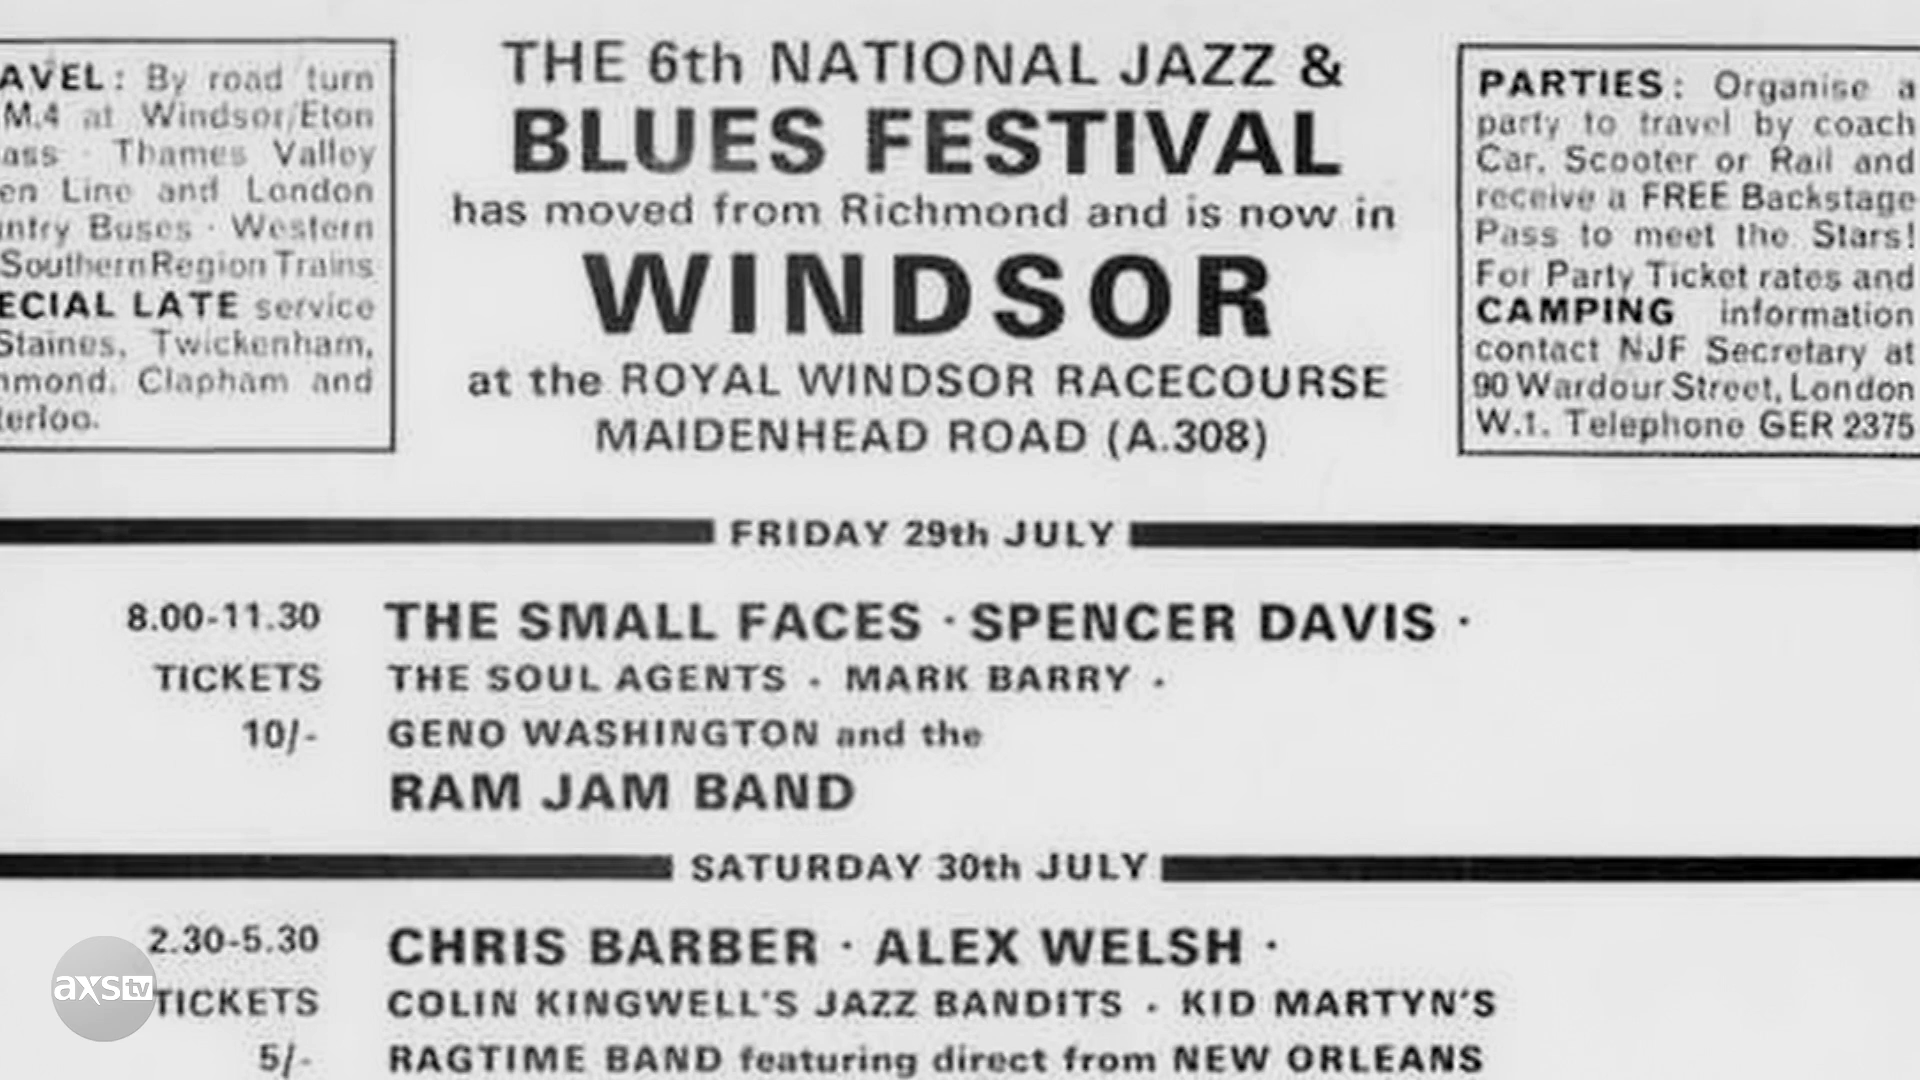 THE 6th NATIONAL JAZZ &
BLUES FESTIVAL
has moved from Richmond and is now in
WINDSOR
at the ROYAL WINDSOR RACECOURSE
MAIDENHEAD ROAD (A.308)
AVEL: By road turn
M.4 at Windsor/Eton
ass · Thames Valley
en Line and London
ntry Buses · Western
Southern Region Trains
ECIAL LATE service
Staines, Twickenham,
mond, Clapham and
erloo.
PARTIES: Organise a
party to travel by coach
Car, Scooter or Rail and
receive a FREE Backstage
Pass to meet the Stars!
For Party Ticket rates and
CAMPING information
contact NJF Secretary at
90 Wardour Street, London
W.1. Telephone GER 2375
FRIDAY 29th JULY
8.00-11.30 THE SMALL FACES · SPENCER DAVIS ·
TICKETS THE SOUL AGENTS · MARK BARRY ·
10/- GENO WASHINGTON and the
RAM JAM BAND
SATURDAY 30th JULY
2.30-5.30 CHRIS BARBER · ALEX WELSH ·
TICKETS COLIN KINGWELL'S JAZZ BANDITS · KID MARTYN'S
5/- RAGTIME BAND featuring direct from NEW ORLEANS
axs tv